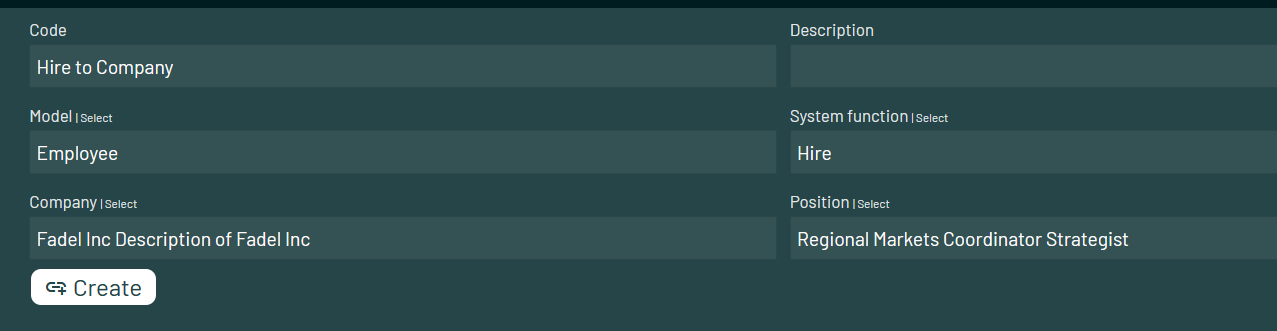 Code
Description
Hire to Company
Model | Select
System function | Select
Employee
Hire
Company | Select
Position | Select
Fadel Inc Description of Fadel Inc
Regional Markets Coordinator Strategist
Create